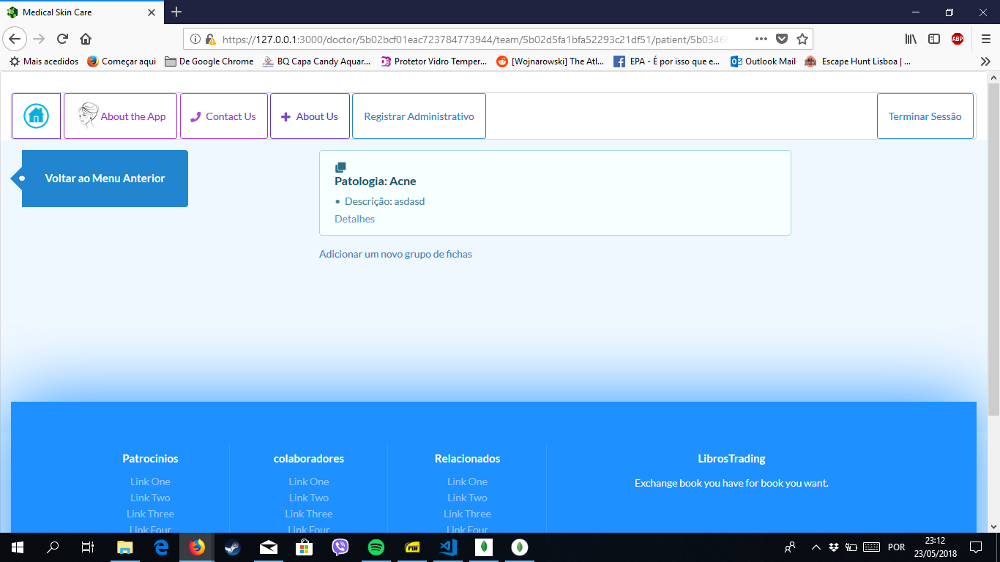 Medical Skin Care
https://127.0.0.1:3000/doctor/5b02bcf01eac723784773944/team/5b02d5fa1bfa52293c21df51/patient/5b0346
Mais acedidos
Começar aqui
De Google Chrome
BQ Capa Candy Aquar...
Protetor Vidro Temper...
[Wojnarowski] The Atl...
EPA - É por isso que e...
Outlook Mail
Escape Hunt Lisboa | ...
ABP
About the App
Contact Us
About Us
Registrar Administrativo
Terminar Sessão
Voltar ao Menu Anterior
Patologia: Acne
Descrição: asdasd
Detalhes
Adicionar um novo grupo de fichas
Patrocinios
Link One
Link Two
Link Three
Link Four
colaboradores
Link One
Link Two
Link Three
Link Four
Relacionados
Link One
Link Two
Link Three
Link Four
LibrosTrading
Exchange book you have for book you want.
PDF
POR
23:12
23/05/2018